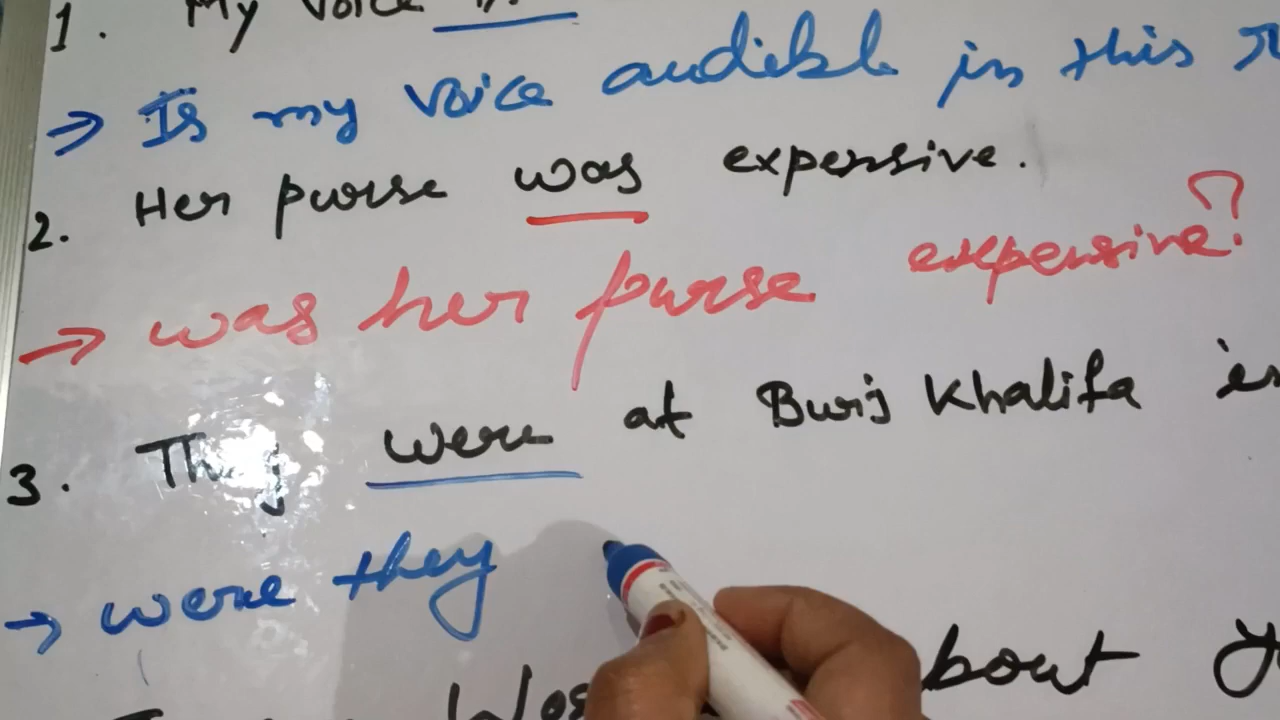 1. My voice
→ Is my voice audible in this
2. Her purse was expensive.
→ was her purse expensive?
3. They were at Burj Khalifa
→ were they
bout